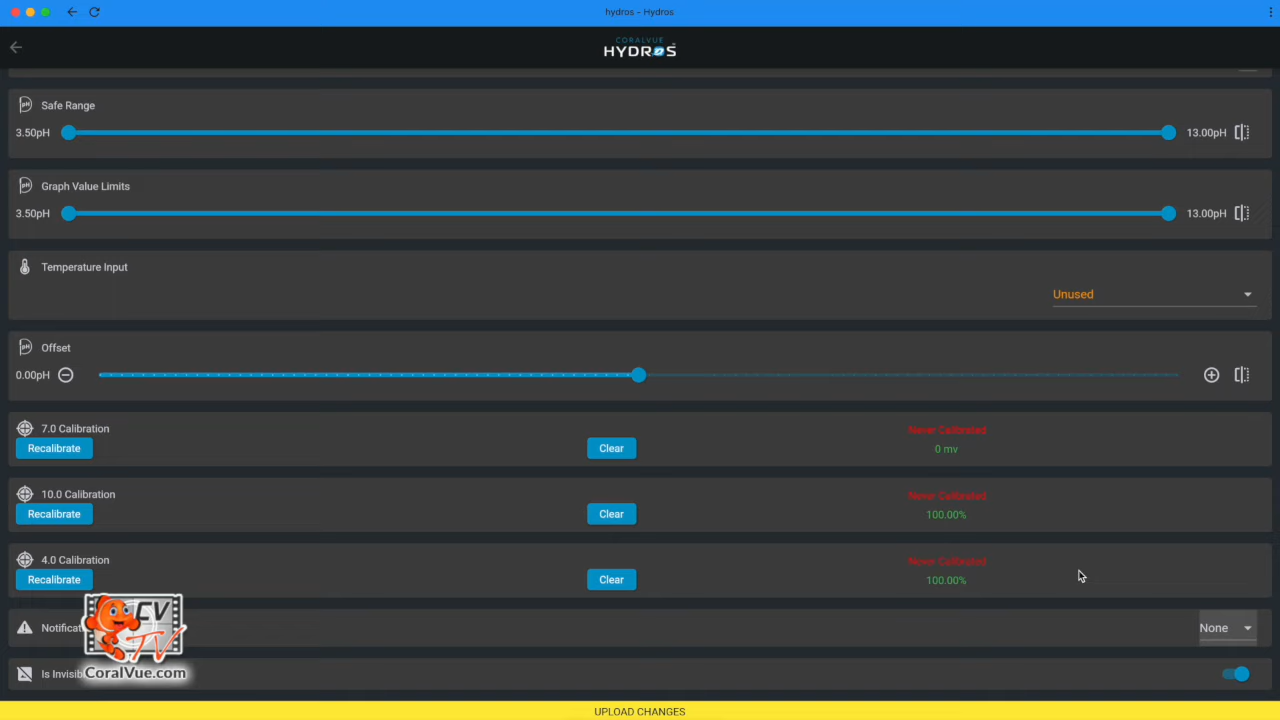 hydros - Hydros
CORALVUE
HYDROS
Safe Range
3.50pH
13.00pH
Graph Value Limits
3.50pH
13.00pH
Temperature Input
Unused
Offset
0.00pH
7.0 Calibration
Never Calibrated
Recalibrate
Clear
0 mv
10.0 Calibration
Never Calibrated
Recalibrate
Clear
100.00%
4.0 Calibration
Never Calibrated
Recalibrate
Clear
100.00%
Notificat
None
CV
TV
CoralVue.com
Is Invisib
UPLOAD CHANGES